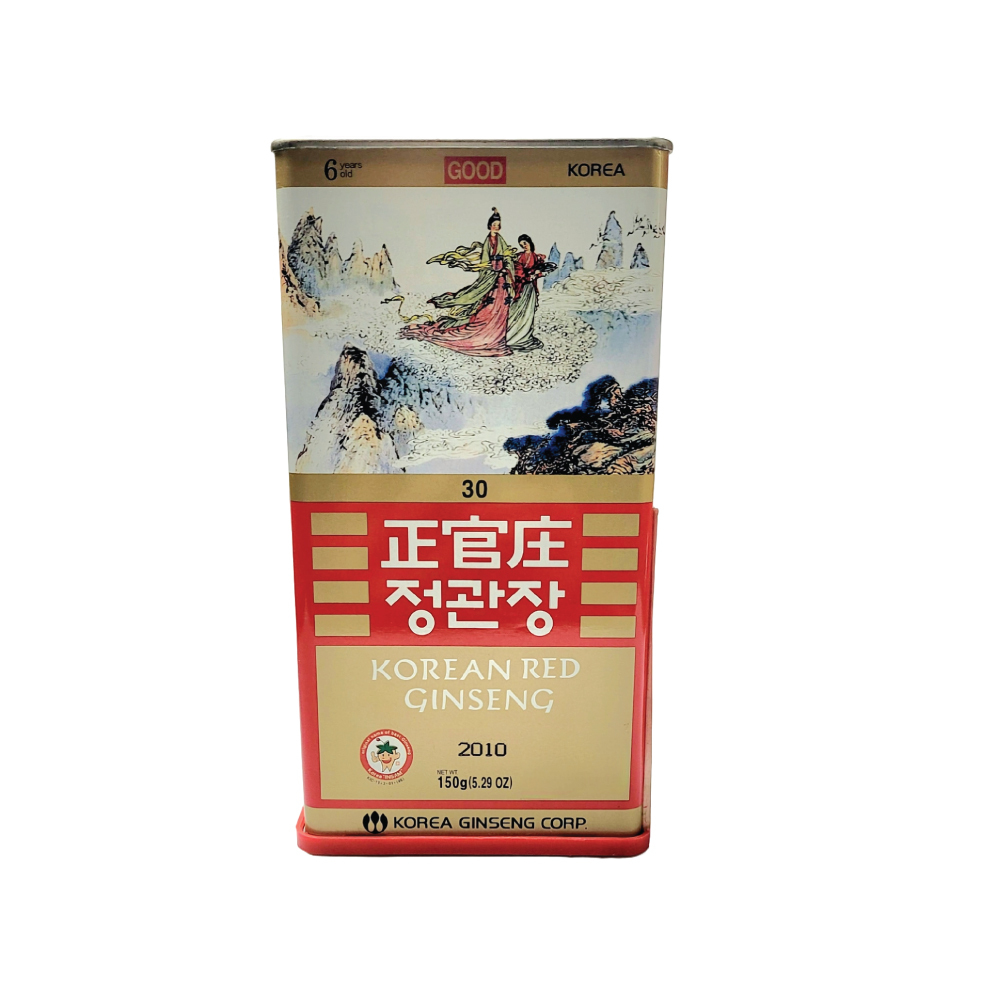 6 years old
GOOD
KOREA
30
正官庄
정관장
KOREAN RED
GINSENG
2010
NET WT.
150g(5.29 OZ)
KOREA GINSENG CORP.